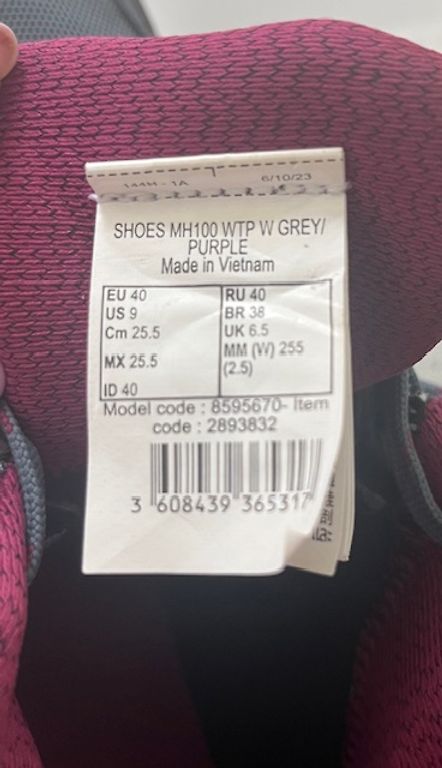 144H - 1A 6/10/23
SHOES MH100 WTP W GREY/
PURPLE
Made in Vietnam
EU 40
US 9
Cm 25.5
MX 25.5
ID 40
RU 40
BR 38
UK 6.5
MM (W) 255
(2.5)
Model code : 8595670- Item
code : 2893832
3 608439 365317